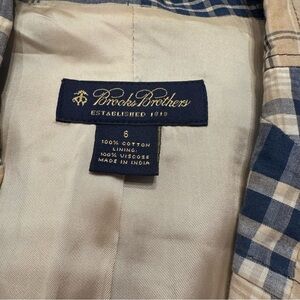 Brooks Brothers
ESTABLISHED 1818
6
100% COTTON
LINING:
100% VISCOSE
MADE IN INDIA